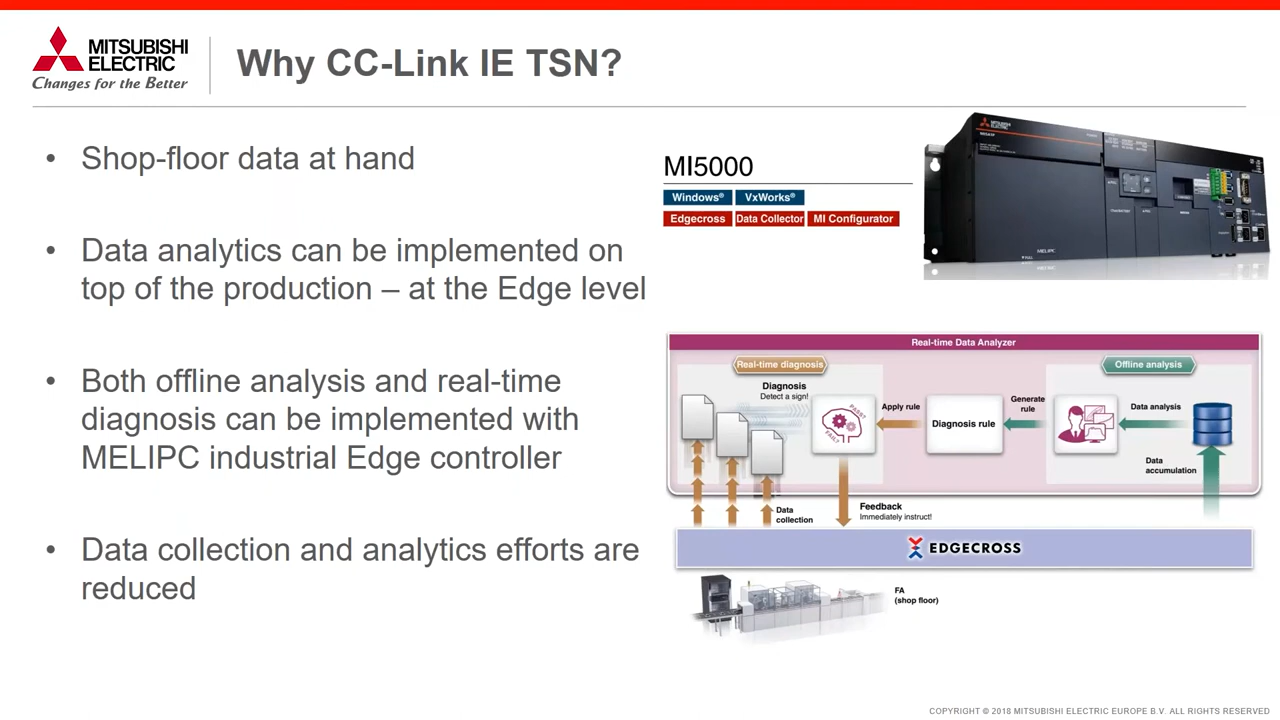 MITSUBISHI
ELECTRIC
Changes for the Better
Why CC-Link IE TSN?
• Shop-floor data at hand
• Data analytics can be implemented on
top of the production – at the Edge level
• Both offline analysis and real-time
diagnosis can be implemented with
MELIPC industrial Edge controller
• Data collection and analytics efforts are
reduced
MI5000
Windows® VxWorks®
Edgecross Data Collector MI Configurator
MITSUBISHI
ELECTRIC
MELIPC
Real-time Data Analyzer
Real-time diagnosis
Offline analysis
Diagnosis
Detect a sign!
PASS?
FAIL?
Apply rule
Diagnosis rule
Generate
rule
Data analysis
Data
accumulation
Data
collection
Feedback
Immediately instruct!
EDGECROSS
FA
(shop floor)
COPYRIGHT © 2018 MITSUBISHI ELECTRIC EUROPE B.V. ALL RIGHTS RESERVED